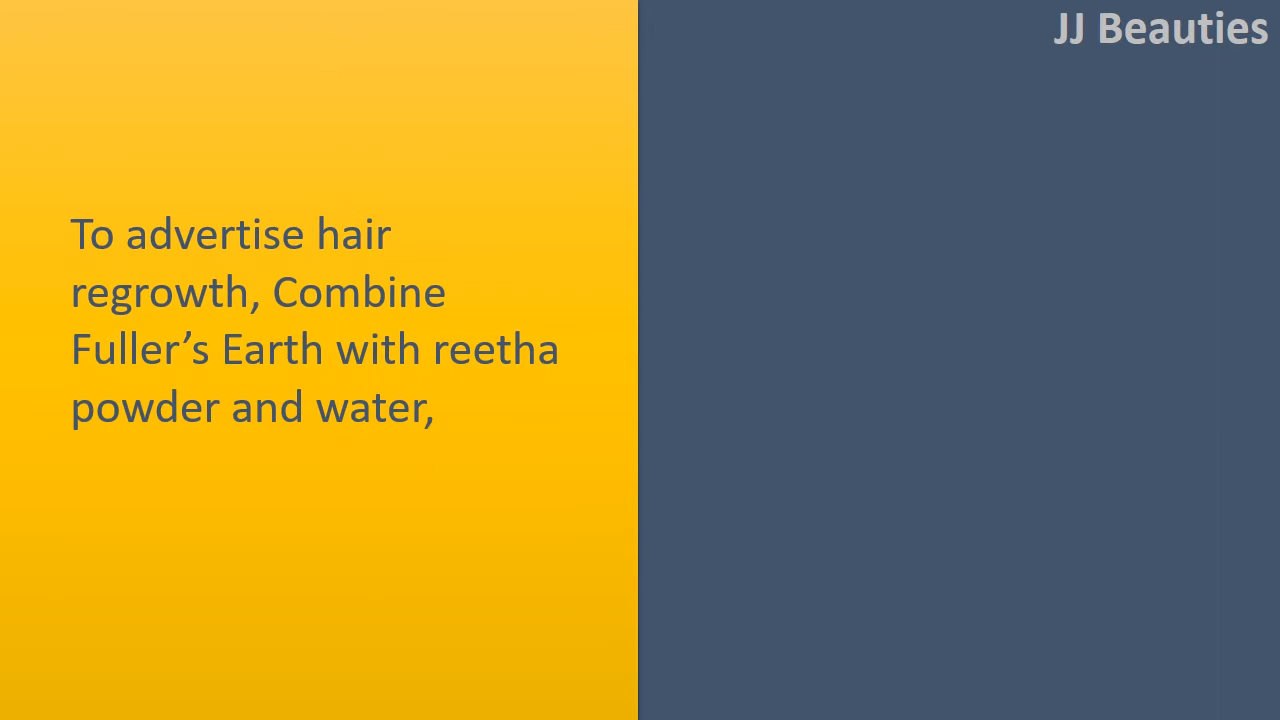 JJ Beauties
To advertise hair
regrowth, Combine
Fuller’s Earth with reetha
powder and water,